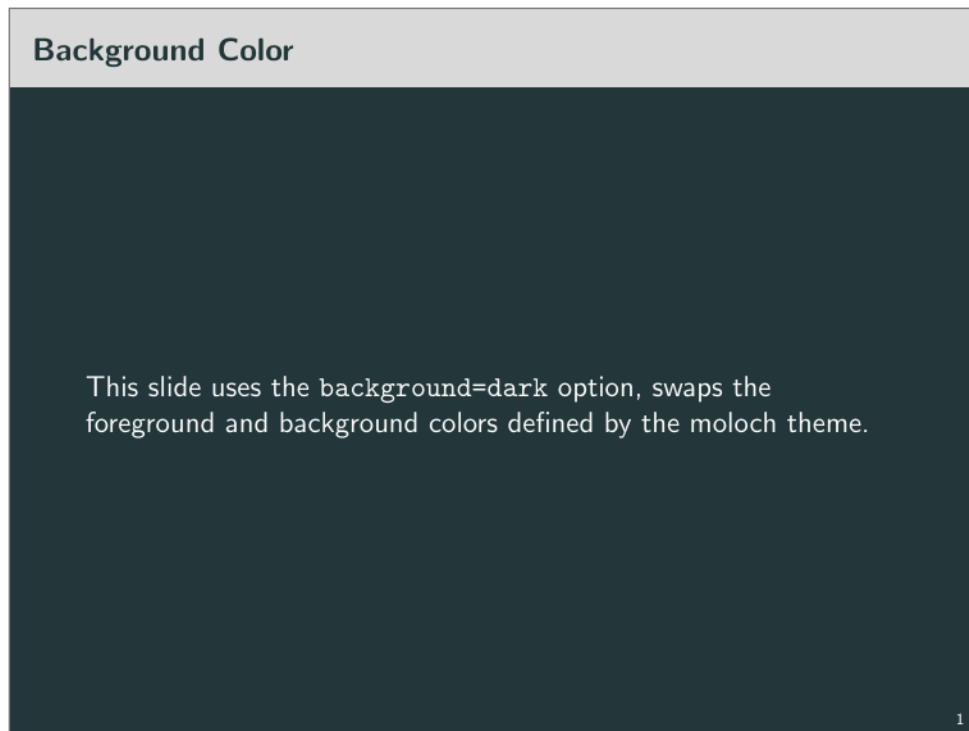 Background Color
This slide uses the background=dark option, swaps the
foreground and background colors defined by the moloch theme.
1